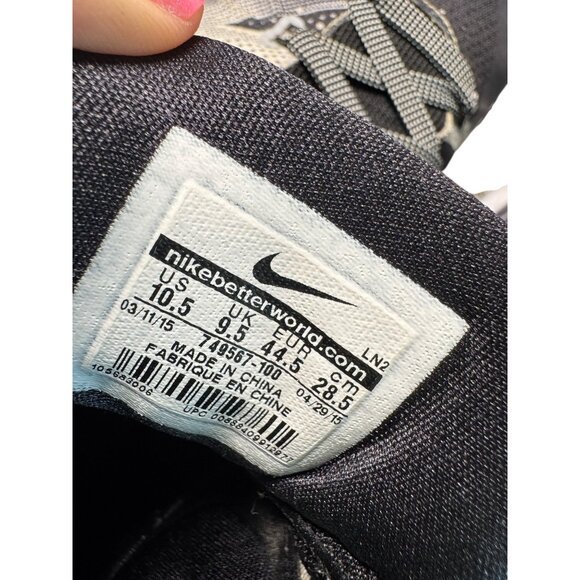 nikebetterworld.com
US UK EUR cm
10.5 9.5 44.5 28.5
03/11/15 749567-100 04/29/15
MADE IN CHINA
FABRIQUE EN CHINE
LN2
UPC